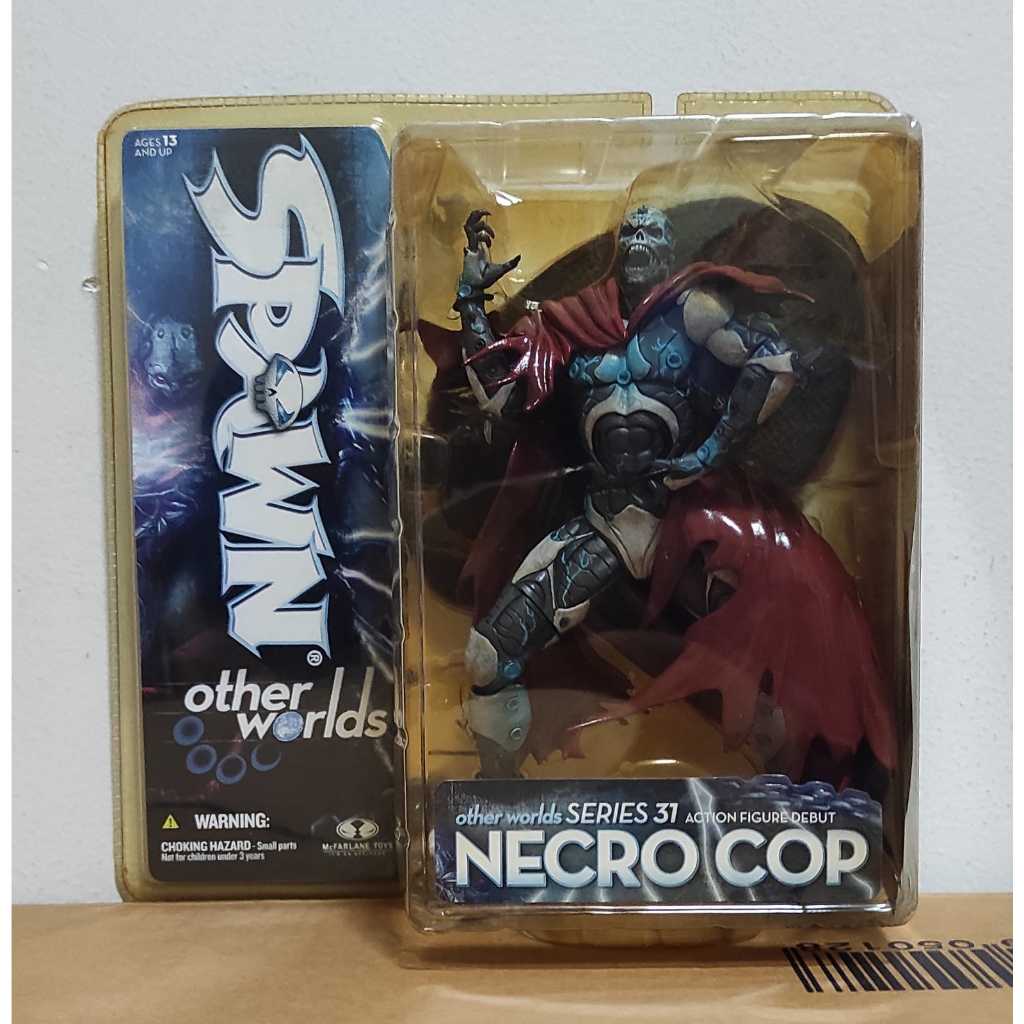 AGES 13
AND UP
SPAWN®
other
worlds
WARNING:
CHOKING HAZARD - Small parts
Not for children under 3 years
McFARLANE TOYS
other worlds SERIES 31 ACTION FIGURE DEBUT
NECRO COP